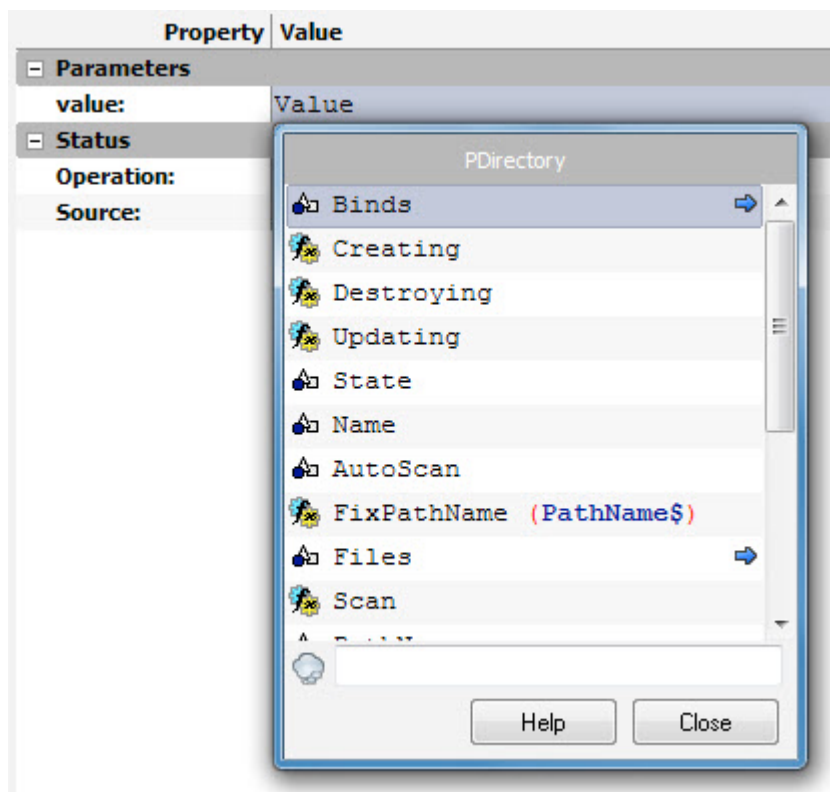 Property Value
Parameters
value: Value
Status
Operation:
Source:
PDirectory
Binds
Creating
Destroying
Updating
State
Name
AutoScan
FixPathName (PathName$)
Files
Scan
Help Close